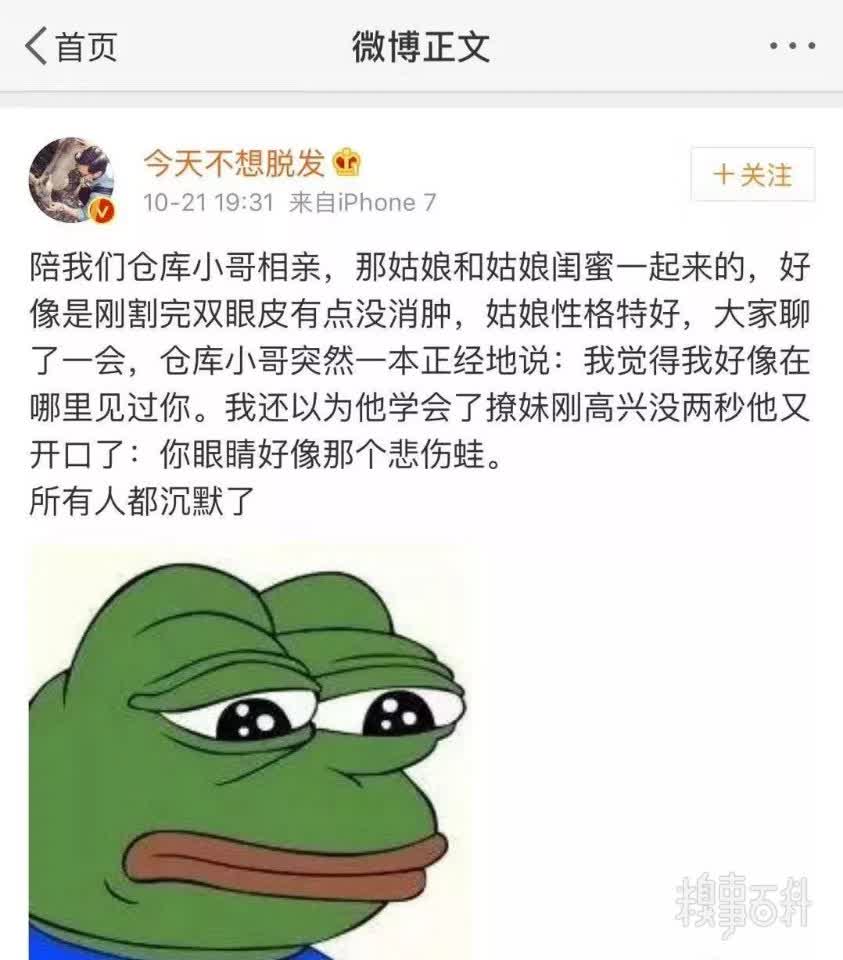 首页
微博正文
今天不想脱发
10-21 19:31 来自iPhone 7
+关注
陪我们仓库小哥相亲，那姑娘和姑娘闺蜜一起来的，好
像是刚割完双眼皮有点没消肿，姑娘性格特好，大家聊
了一会，仓库小哥突然一本正经地说：我觉得我好像在
哪里见过你。我还以为他学会了撩妹刚高兴没两秒他又
开口了：你眼睛好像那个悲伤蛙。
所有人都沉默了
糗事百科